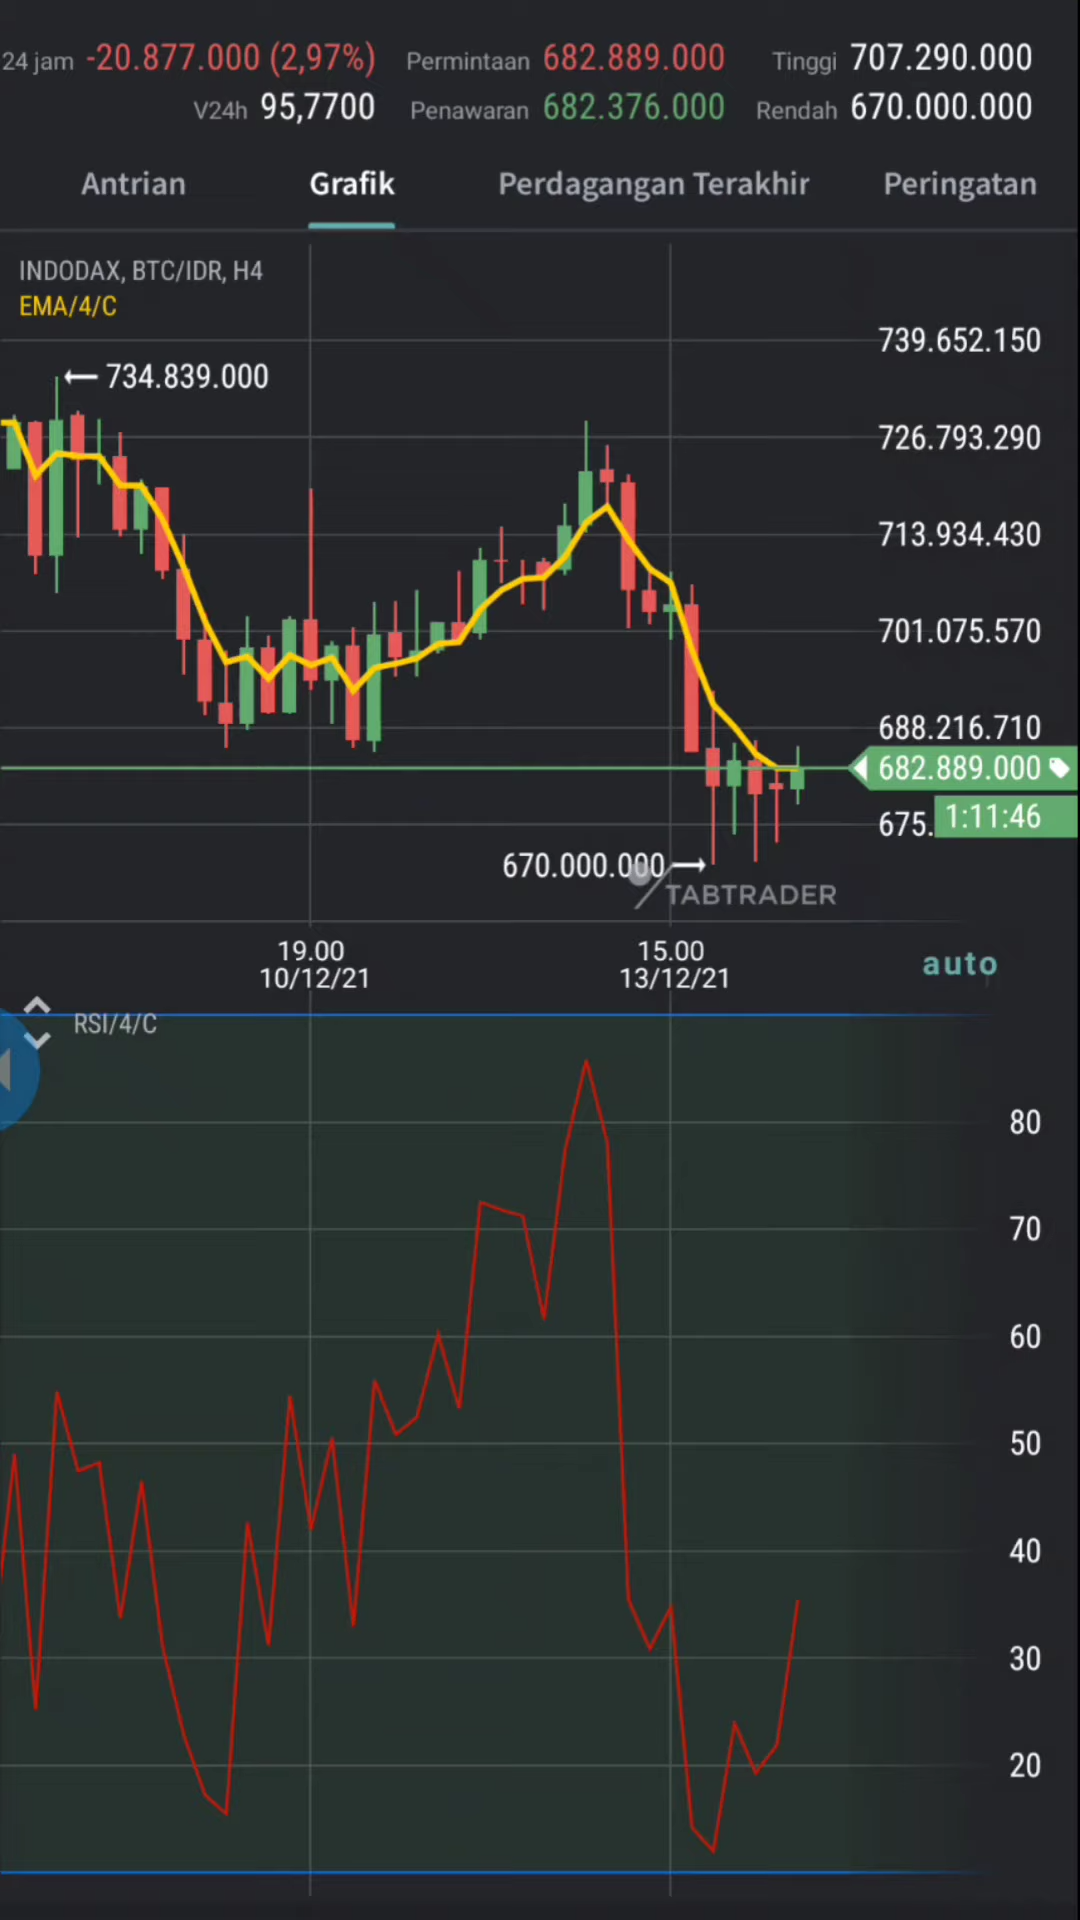 24 jam -20.877.000 (2,97%) Permintaan 682.889.000 Tinggi 707.290.000
V24h 95,7700 Penawaran 682.376.000 Rendah 670.000.000
Antrian Grafik Perdagangan Terakhir Peringatan
INDODAX, BTC/IDR, H4
EMA/4/C
739.652.150
734.839.000
726.793.290
713.934.430
701.075.570
688.216.710
682.889.000
675. 1:11:46
670.000.000
TABTRADER
19.00 15.00
10/12/21 13/12/21
auto
RSI/4/C
80
70
60
50
40
30
20